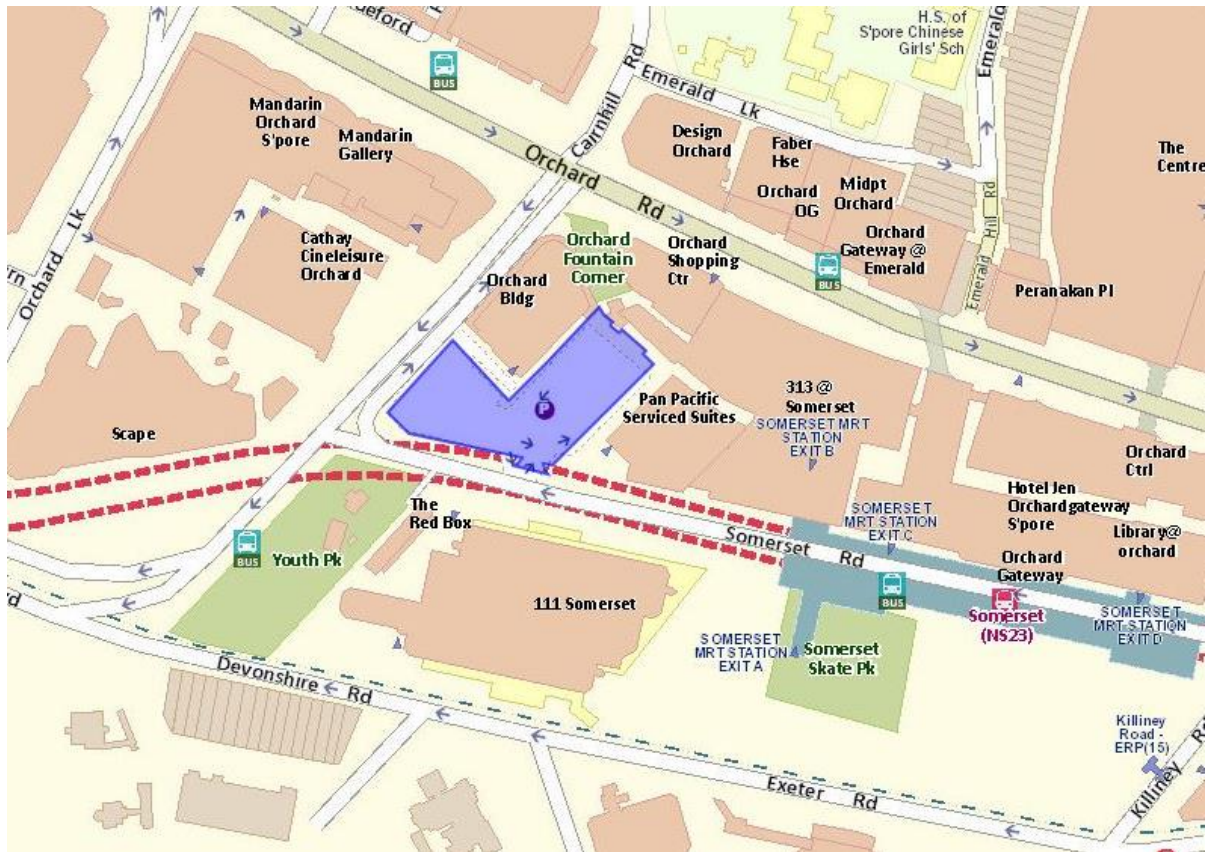 H.S. of
S'pore Chinese
Girls' Sch
Emerald
BUS
Mandarin
Orchard
S'pore
Mandarin
Gallery
Cairnhill
Rd
Emerald Lk
Design
Orchard
Faber
Hse
Orchard
OG
Midpt
Orchard
The
Centre
Orchard
Rd
Orchard
Gateway @
Emerald
Emerald Hill Rd
BUS
Orchard Lk
Cathay
Cineleisure
Orchard
Orchard
Fountain
Corner
Orchard
Shopping
Ctr
Orchard
Bldg
Peranakan Pl
P
Pan Pacific
Serviced Suites
313 @
Somerset
SOMERSET MRT
STATION
EXIT B
Scape
Orchard
Ctrl
The
Red Box
SOMERSET
MRT STATION
EXIT C
Hotel Jen
Orchardgateway
S'pore
Library@
orchard
Somerset Rd
Orchard
Gateway
BUS
Youth Pk
BUS
111 Somerset
Somerset
(NS23)
SOMERSET
MRT STATION
EXIT D
SOMERSET
MRT STATION
EXIT A
Somerset
Skate Pk
Rd
Devonshire Rd
Killiney
Road -
ERP(15)
Exeter Rd
Killiney